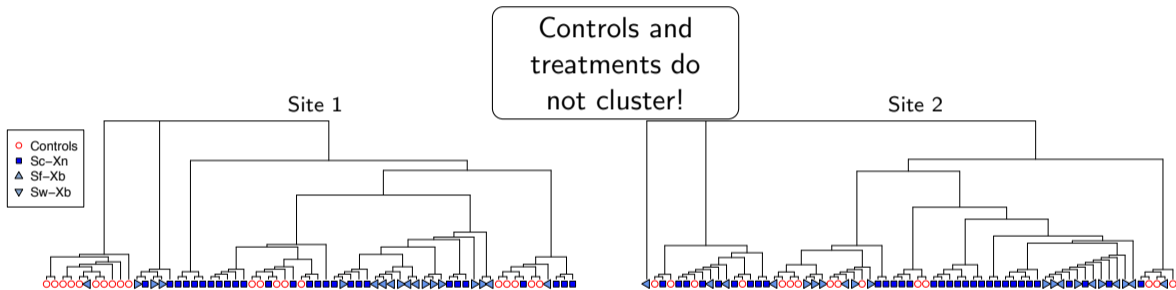 Controls and
treatments do
not cluster!
Site 1
Site 2
Controls
Sc−Xn
Sf−Xb
Sw−Xb